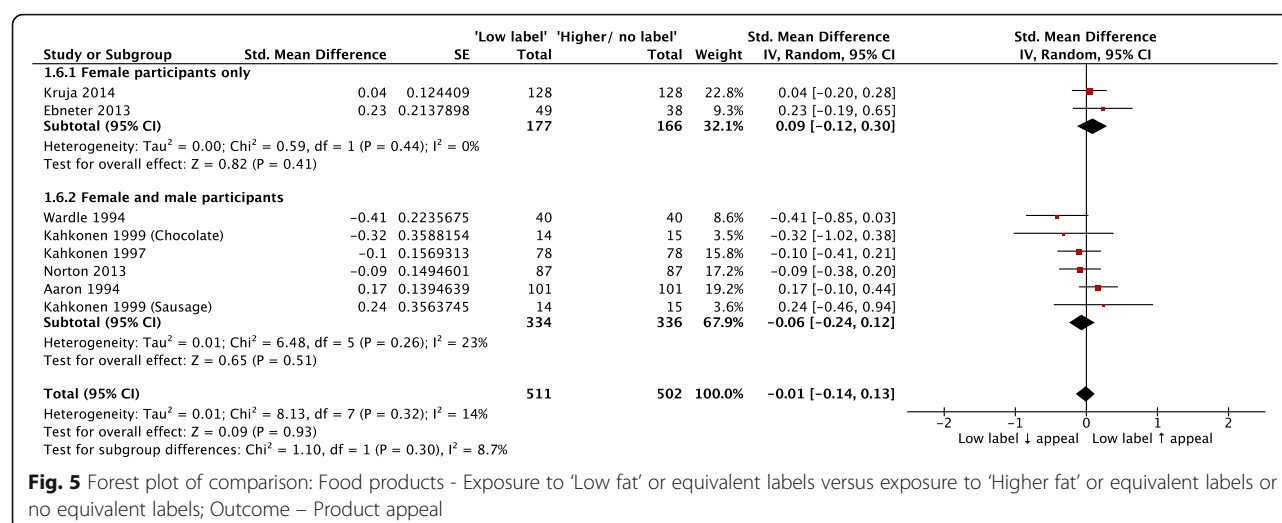 'Low label' 'Higher/ no label' Std. Mean Difference Std. Mean Difference
Study or Subgroup Std. Mean Difference SE Total Total Weight IV, Random, 95% CI IV, Random, 95% CI
1.6.1 Female participants only
Kruja 2014 0.04 0.124409 128 128 22.8% 0.04 [−0.20, 0.28]
Ebneter 2013 0.23 0.2137898 49 38 9.3% 0.23 [−0.19, 0.65]
Subtotal (95% CI) 177 166 32.1% 0.09 [−0.12, 0.30]
Heterogeneity: Tau² = 0.00; Chi² = 0.59, df = 1 (P = 0.44); I² = 0%
Test for overall effect: Z = 0.82 (P = 0.41)
1.6.2 Female and male participants
Wardle 1994 −0.41 0.2235675 40 40 8.6% −0.41 [−0.85, 0.03]
Kahkonen 1999 (Chocolate) −0.32 0.3588154 14 15 3.5% −0.32 [−1.02, 0.38]
Kahkonen 1997 −0.1 0.1569313 78 78 15.8% −0.10 [−0.41, 0.21]
Norton 2013 −0.09 0.1494601 87 87 17.2% −0.09 [−0.38, 0.20]
Aaron 1994 0.17 0.1394639 101 101 19.2% 0.17 [−0.10, 0.44]
Kahkonen 1999 (Sausage) 0.24 0.3563745 14 15 3.6% 0.24 [−0.46, 0.94]
Subtotal (95% CI) 334 336 67.9% −0.06 [−0.24, 0.12]
Heterogeneity: Tau² = 0.01; Chi² = 6.48, df = 5 (P = 0.26); I² = 23%
Test for overall effect: Z = 0.65 (P = 0.51)
Total (95% CI) 511 502 100.0% −0.01 [−0.14, 0.13]
Heterogeneity: Tau² = 0.01; Chi² = 8.13, df = 7 (P = 0.32); I² = 14%
Test for overall effect: Z = 0.09 (P = 0.93)
Test for subgroup differences: Chi² = 1.10, df = 1 (P = 0.30), I² = 8.7%
−2 −1 0 1 2
Low label ↓ appeal Low label ↑ appeal
Fig. 5 Forest plot of comparison: Food products - Exposure to ‘Low fat’ or equivalent labels versus exposure to ‘Higher fat’ or equivalent labels or
no equivalent labels; Outcome – Product appeal